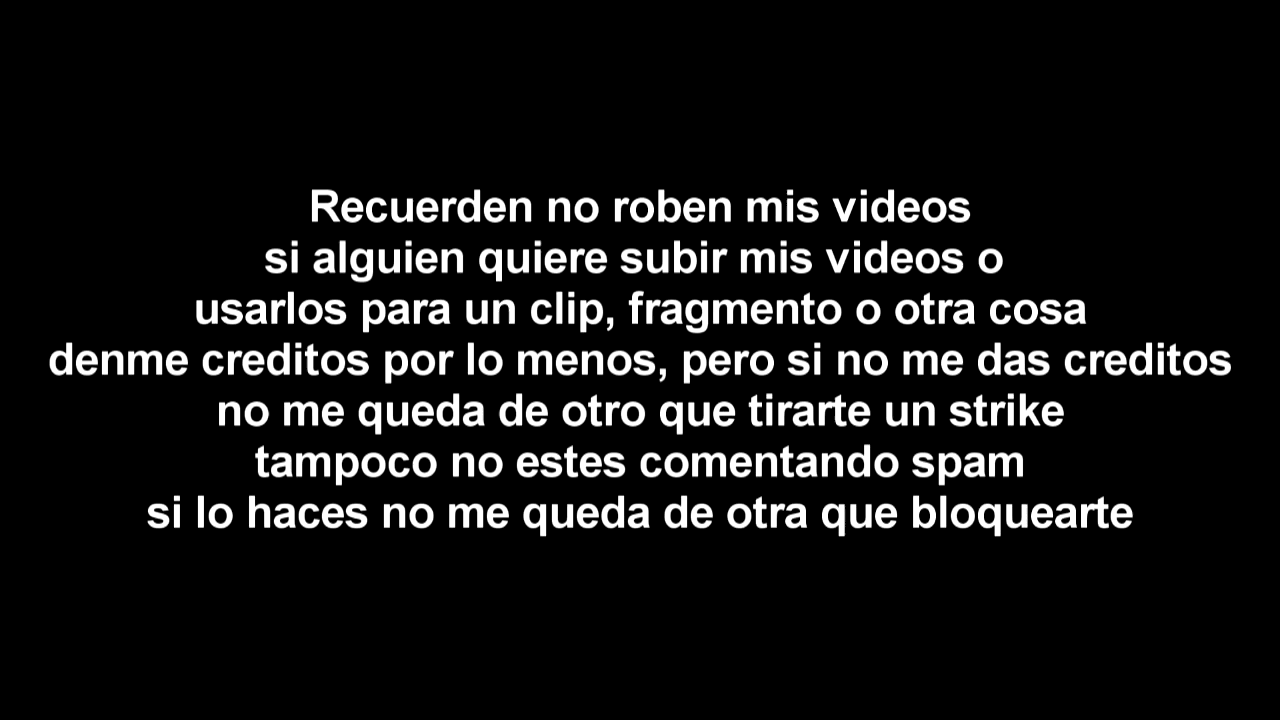 Recuerden no roben mis videos
si alguien quiere subir mis videos o
usarlos para un clip, fragmento o otra cosa
denme creditos por lo menos, pero si no me das creditos
no me queda de otro que tirarte un strike
tampoco no estes comentando spam
si lo haces no me queda de otra que bloquearte